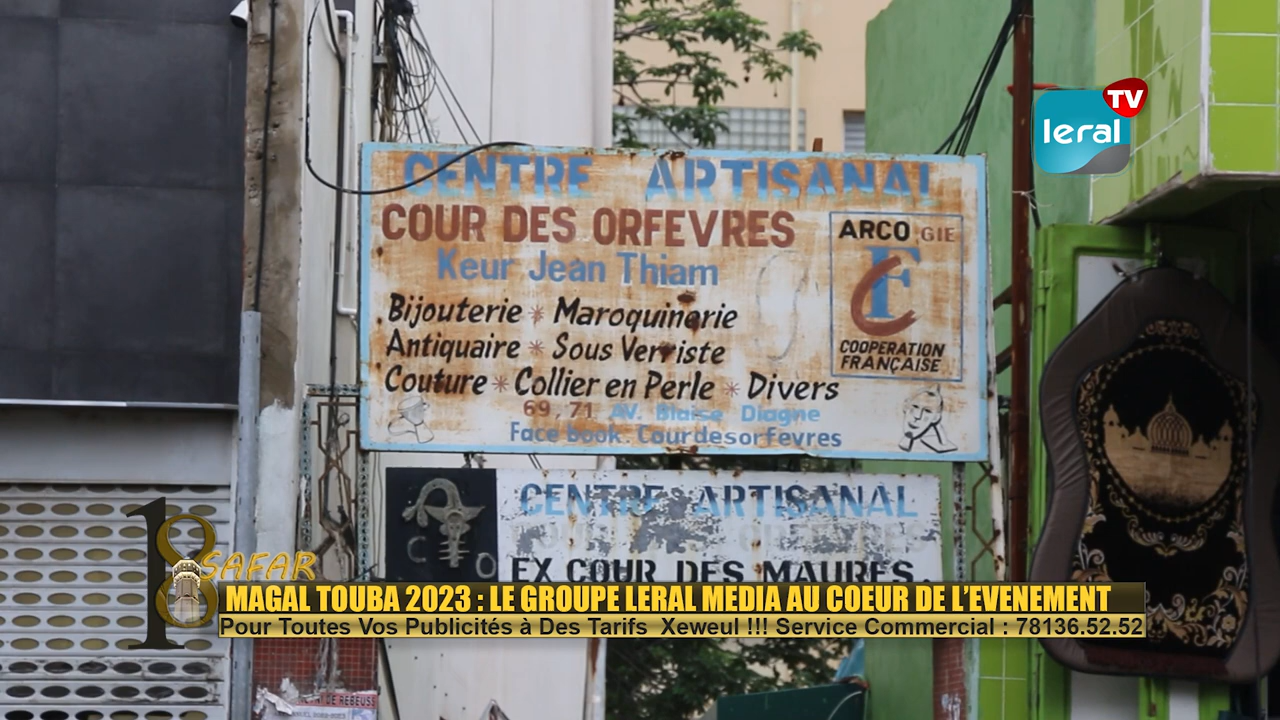 TV
leral
CENTRE ARTISANAL
COUR DES ORFEVRES
Keur Jean Thiam
ARCO GIE
FC
COOPERATION
FRANÇAISE
Bijouterie * Maroquinerie
Antiquaire * Sous Verriste
Couture * Collier en Perle * Divers
69, 71 AV. Blaise Diagne
Face book. Courdesorfevres
CENTRE ARTISANAL
C O
EX COUR DES MAURES.
18 SAFAR
MAGAL TOUBA 2023 : LE GROUPE LERAL MEDIA AU COEUR DE L'EVENEMENT
Pour Toutes Vos Publicités à Des Tarifs Xeweul !!! Service Commercial : 78136.52.52
DE REBEUSS